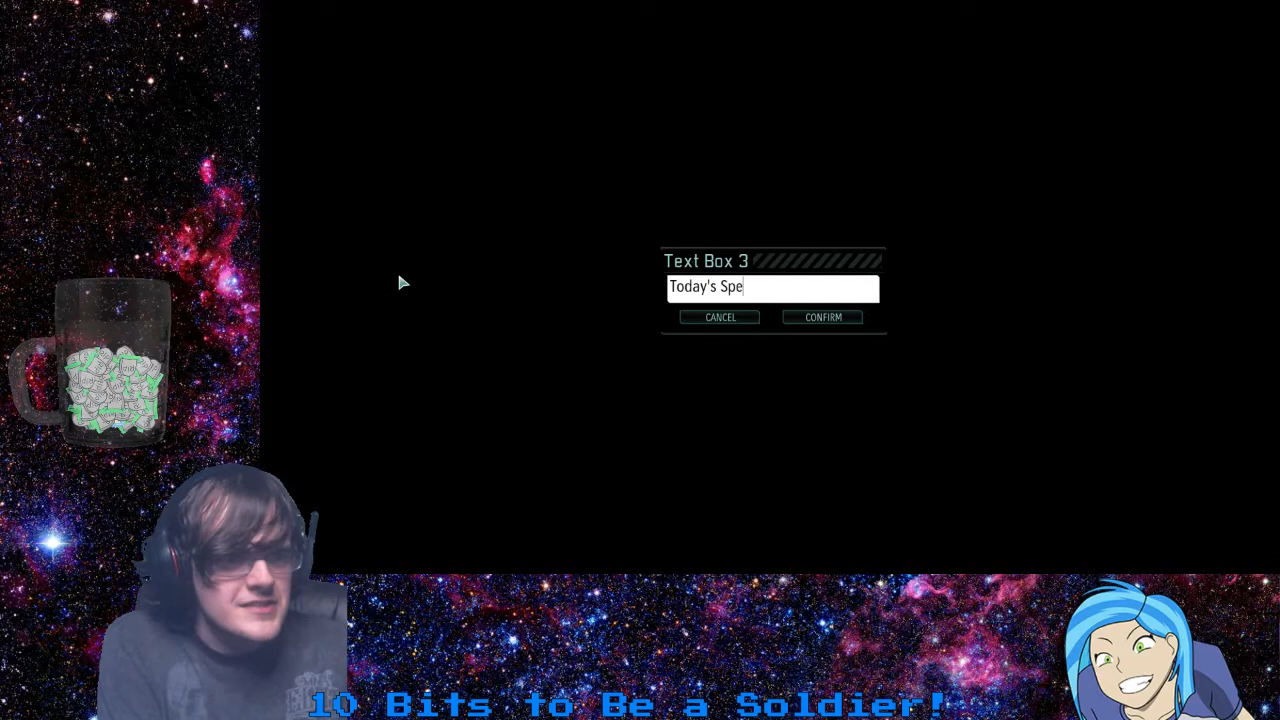 Text Box 3
Today's Spe
CANCEL
CONFIRM
10 Bits to Be a Soldier!